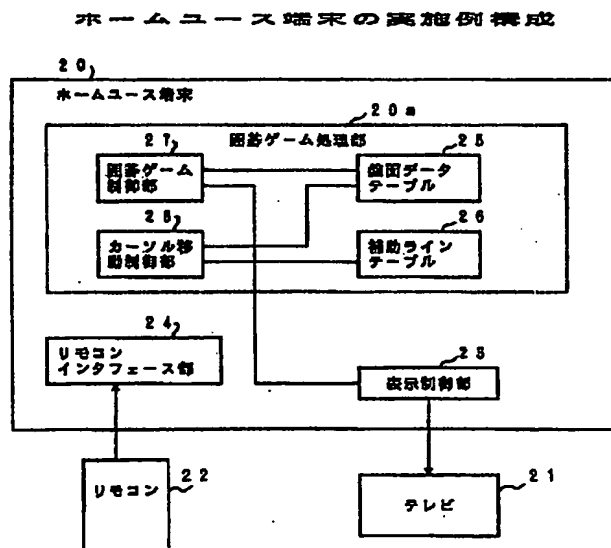 ホームユース端末の実施例構成
20
ホームユース端末
20a
囲碁ゲーム処理部
27
囲碁ゲーム
制御部
25
盤面データ
テーブル
28
カーソル移
動制御部
26
補助ライン
テーブル
24
リモコン
インタフェース部
23
表示制御部
リモコン
22
テレビ
21